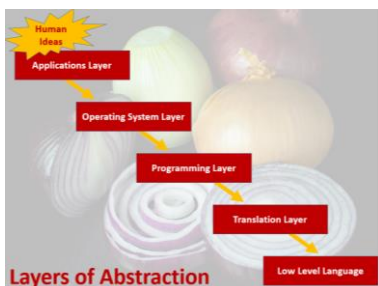 Human
Ideas
Applications Layer
Operating System Layer
Programming Layer
Translation Layer
Low Level Language
Layers of Abstraction